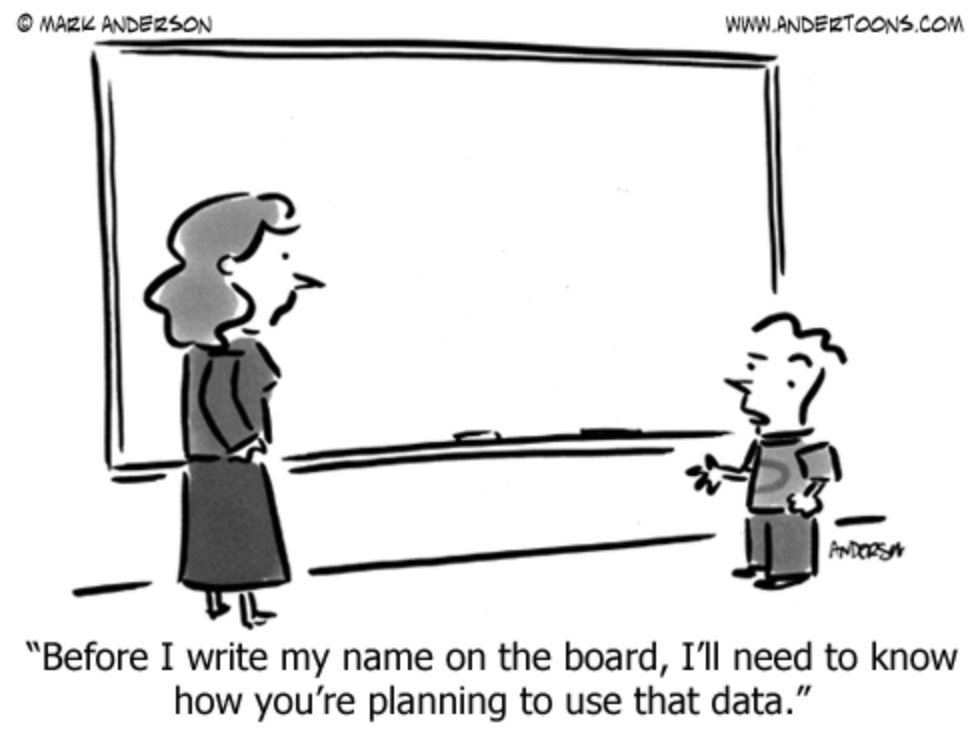 © MARK ANDERSON
WWW.ANDERTOONS.COM
ANDERSON
“Before I write my name on the board, I’ll need to know
how you’re planning to use that data.”